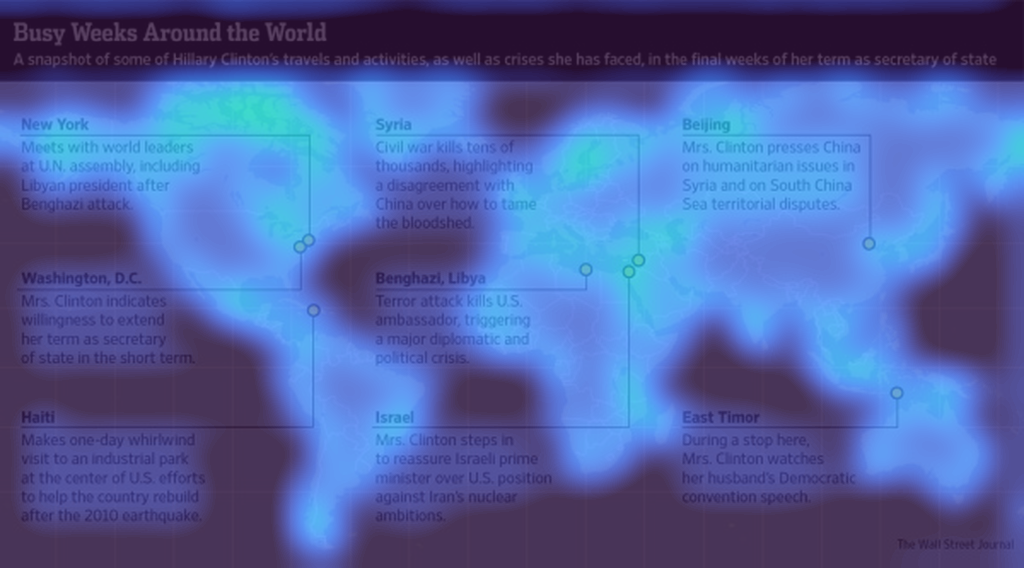 Busy Weeks Around the World
A snapshot of some of Hillary Clinton's travels and activities, as well as crises she has faced, in the final weeks of her term as secretary of state
New York
Meets with world leaders
at U.N. assembly, including
Libyan president after
Benghazi attack.
Washington, D.C.
Mrs. Clinton indicates
willingness to extend
her term as secretary
of state in the short term.
Haiti
Makes one-day whirlwind
visit to an industrial park
at the center of U.S. efforts
to help the country rebuild
after the 2010 earthquake.
Syria
Civil war kills tens of
thousands, highlighting
a disagreement with
China over how to tame
the bloodshed.
Benghazi, Libya
Terror attack kills U.S.
ambassador, triggering
a major diplomatic and
political crisis.
Israel
Mrs. Clinton steps in
to reassure Israeli prime
minister over U.S. position
against Iran's nuclear
ambitions.
Beijing
Mrs. Clinton presses China
on humanitarian issues in
Syria and on South China
Sea territorial disputes.
East Timor
During a stop here,
Mrs. Clinton watches
her husband's Democratic
convention speech.
The Wall Street Journal